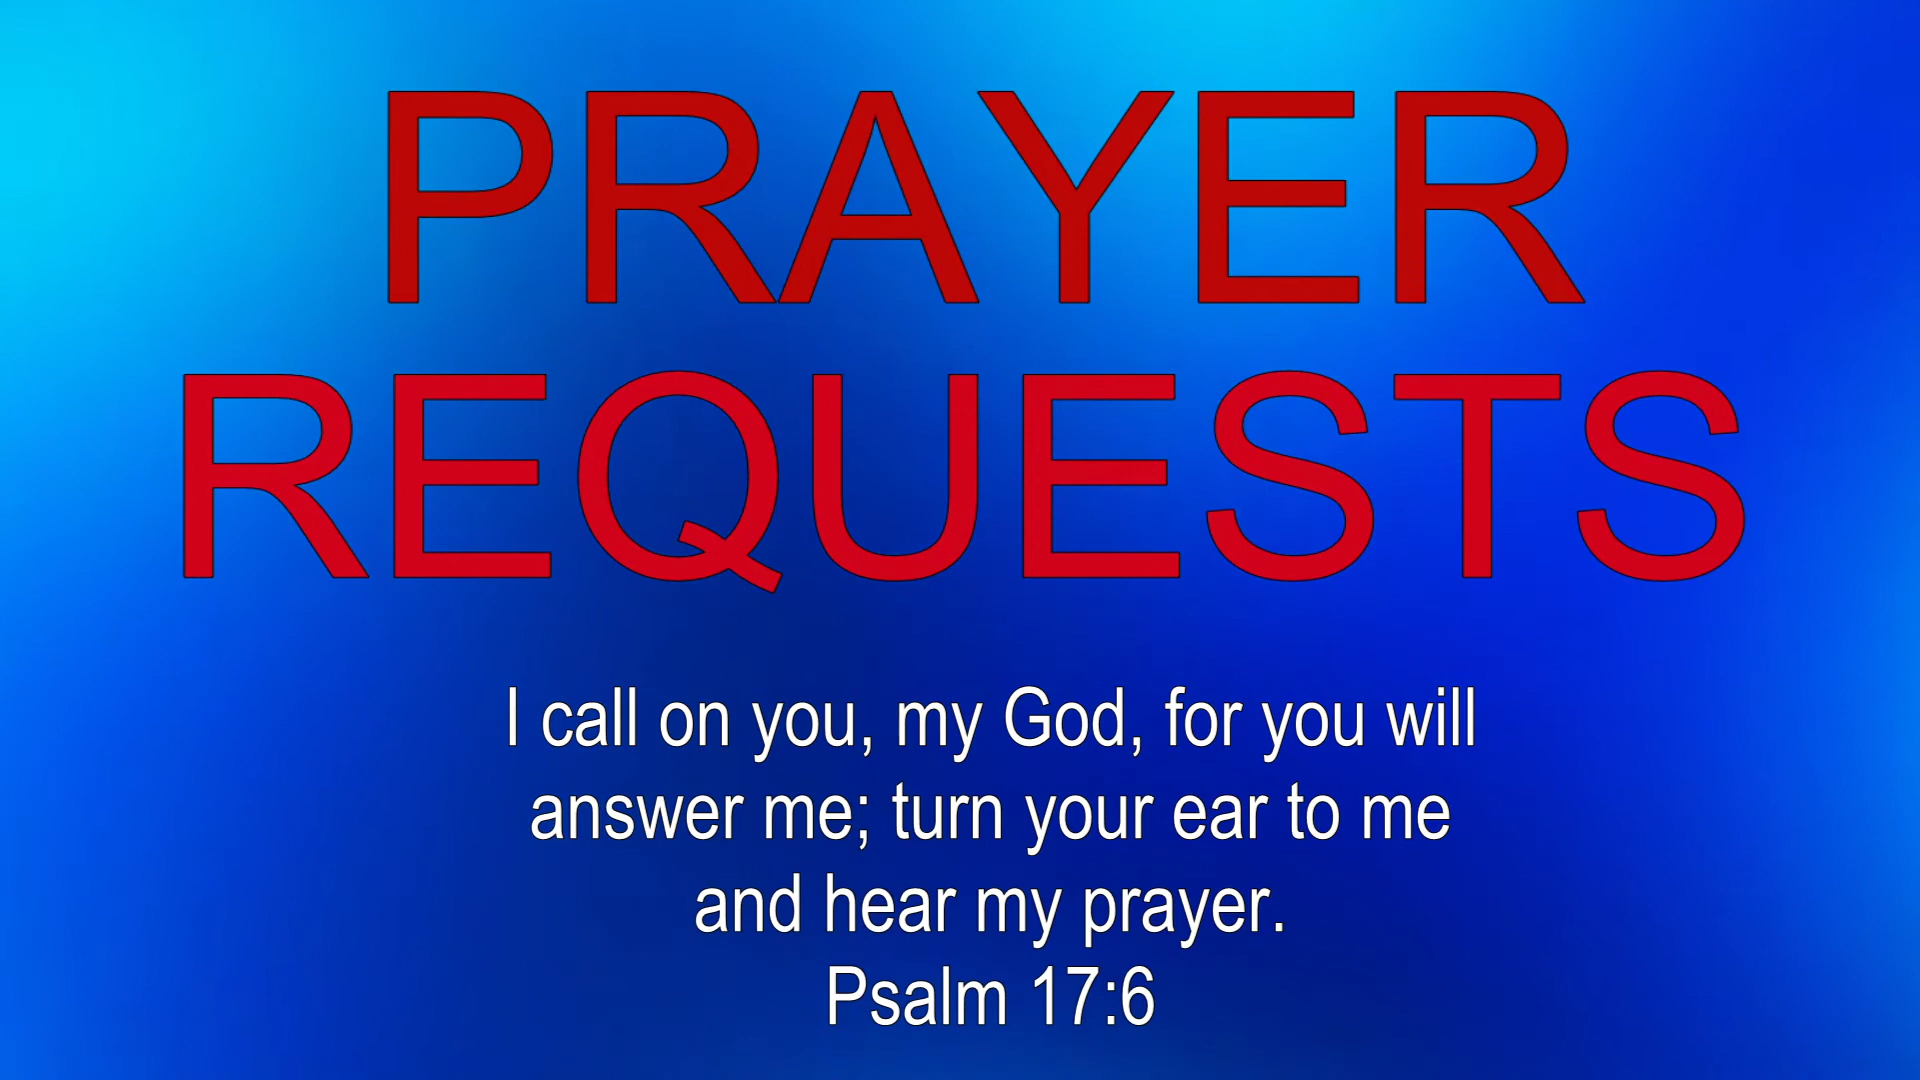 PRAYER
REQUESTS
I call on you, my God, for you will
answer me; turn your ear to me
and hear my prayer.
Psalm 17:6